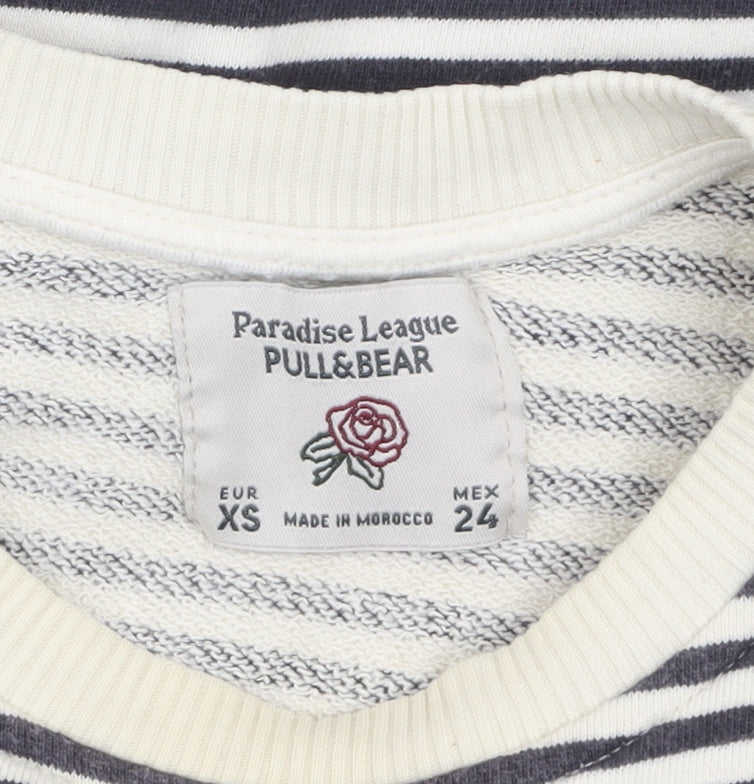 Paradise League
PULL&BEAR
EUR
XS
MADE IN MOROCCO
MEX
24